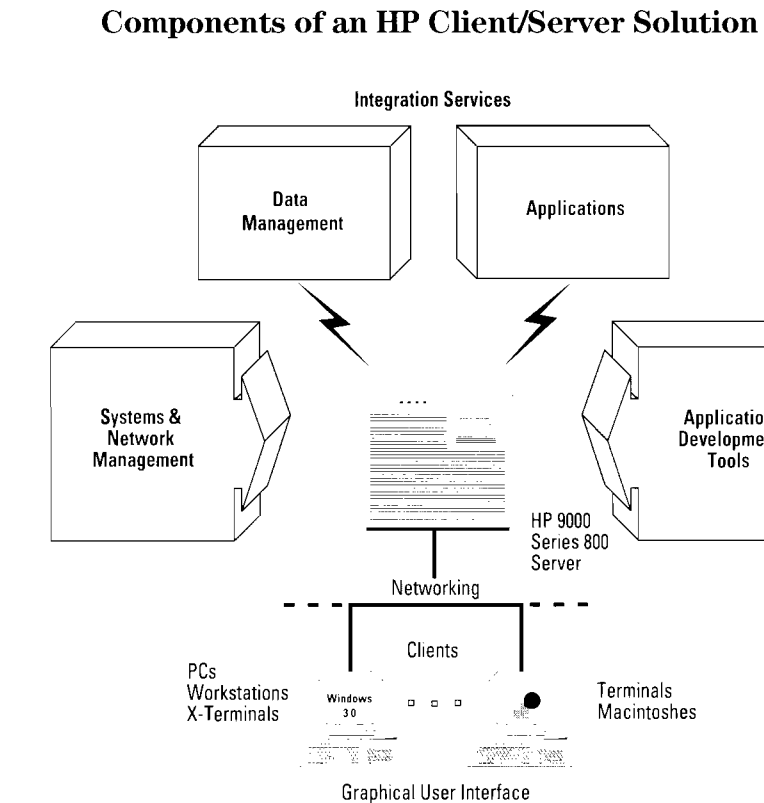 Components of an HP Client/Server Solution
Integration Services
Data
Management
Applications
Systems &
Network
Management
Applicatio
Developme
Tools
HP 9000
Series 800
Server
Networking
Clients
PCs
Workstations
X-Terminals
Windows
3.0
Terminals
Macintoshes
Graphical User Interface